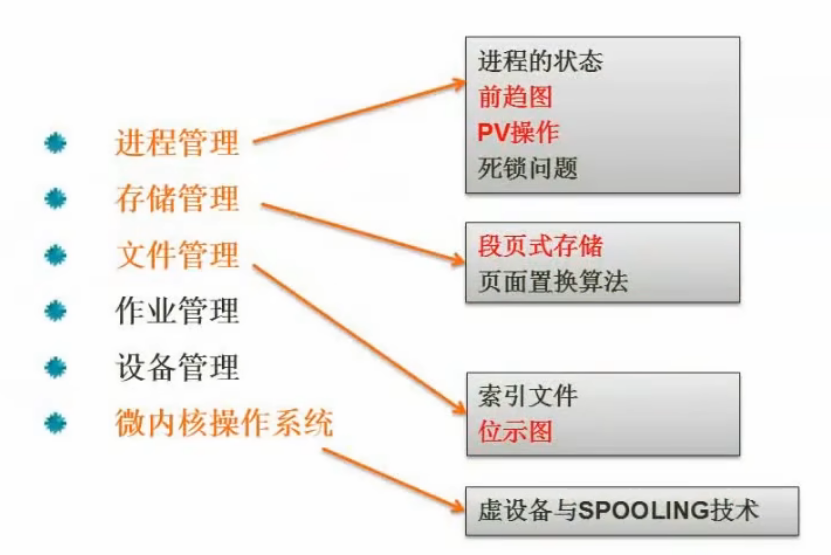 进程管理
存储管理
文件管理
作业管理
设备管理
微内核操作系统
进程的状态
前趋图
PV操作
死锁问题
段页式存储
页面置换算法
索引文件
位示图
虚设备与SPOOLING技术